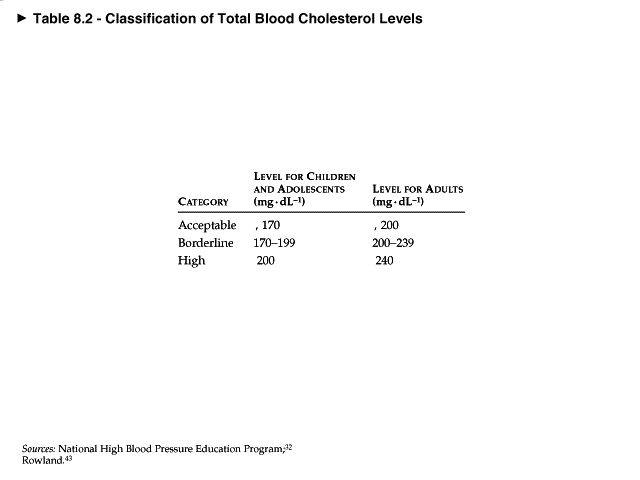 ► Table 8.2 - Classification of Total Blood Cholesterol Levels
LEVEL FOR CHILDREN
AND ADOLESCENTS LEVEL FOR ADULTS
CATEGORY (mg·dL⁻¹) (mg·dL⁻¹)
Acceptable , 170 , 200
Borderline 170–199 200–239
High 200 240
Sources: National High Blood Pressure Education Program;³²
Rowland.⁴³